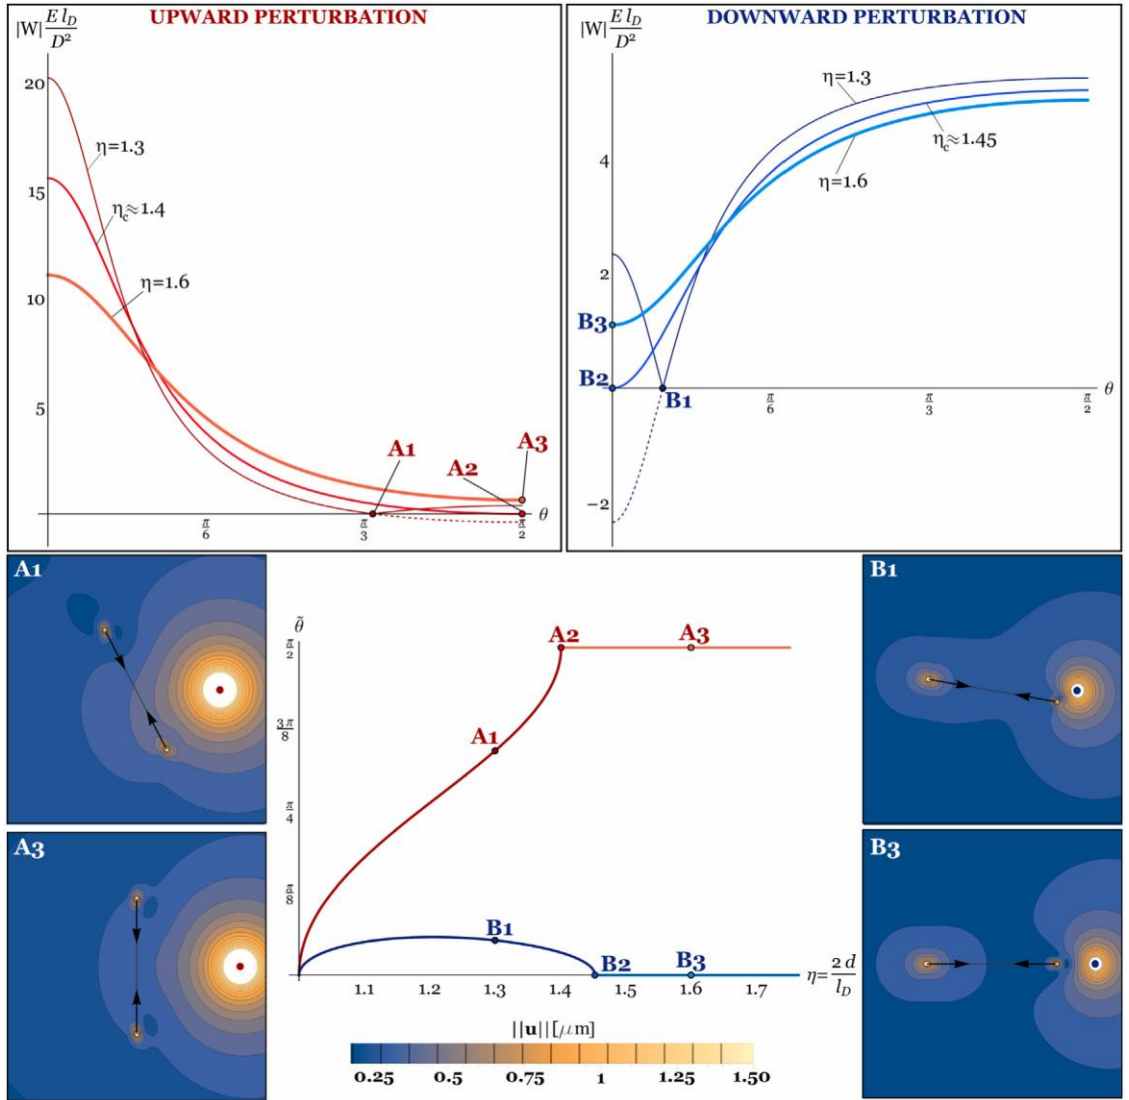 UPWARD PERTURBATION
|W| E l_D / D²
20
15
10
5
η=1.3
η_c≈1.4
η=1.6
A1
A2
A3
π/6
π/3
π/2
θ
DOWNWARD PERTURBATION
|W| E l_D / D²
4
2
−2
η=1.3
η_c≈1.45
η=1.6
B3
B2
B1
π/6
π/3
π/2
θ
A1
A3
θ̃
π/2
3π/8
π/4
π/8
A2
A3
A1
B1
B2
B3
1.1 1.2 1.3 1.4 1.5 1.6 1.7
η= 2 d / l_D
||u|| [μm]
0.25 0.5 0.75 1 1.25 1.50
B1
B3